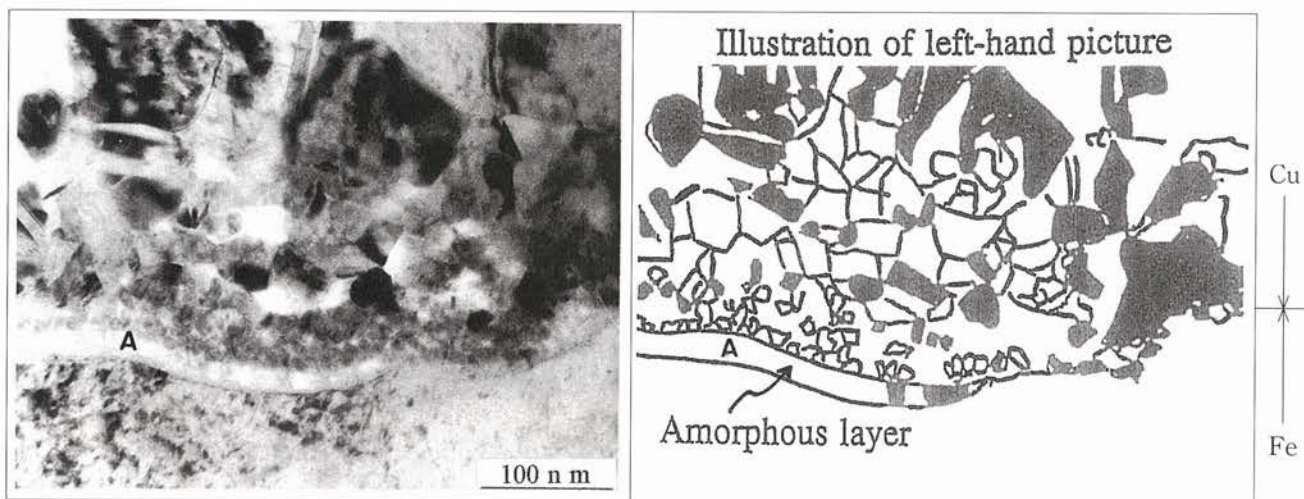 A
100 n m
Illustration of left-hand picture
A
Amorphous layer
Cu
Fe